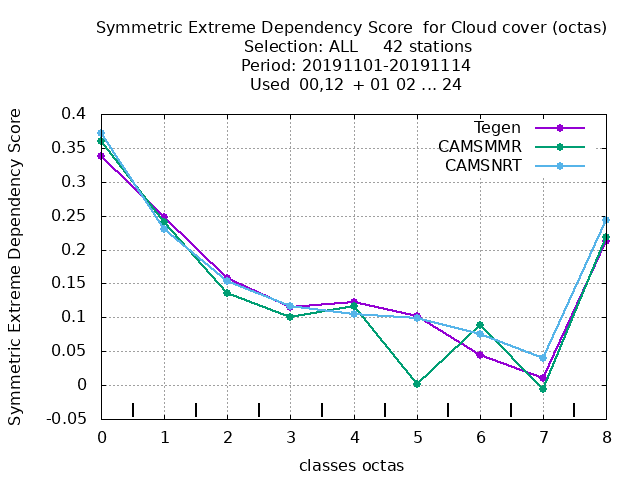 Symmetric Extreme Dependency Score  for Cloud cover (octas)
Selection: ALL     42 stations
Period: 20191101-20191114
Used  00,12  + 01 02 ... 24
Symmetric Extreme Dependency Score
0.4
0.35
0.3
0.25
0.2
0.15
0.1
0.05
0
-0.05
Tegen
CAMSMMR
CAMSNRT
0 1 2 3 4 5 6 7 8
classes octas